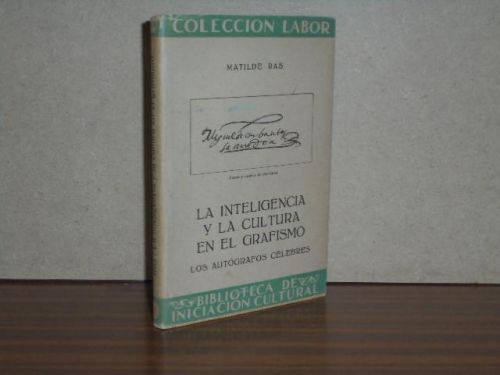 COLECCION LABOR
MATILDE RAS
LA INTELIGENCIA
Y LA CULTURA
EN EL GRAFISMO
LOS AUTÓGRAFOS CÉLEBRES
BIBLIOTECA DE
INICIACION CULTURAL